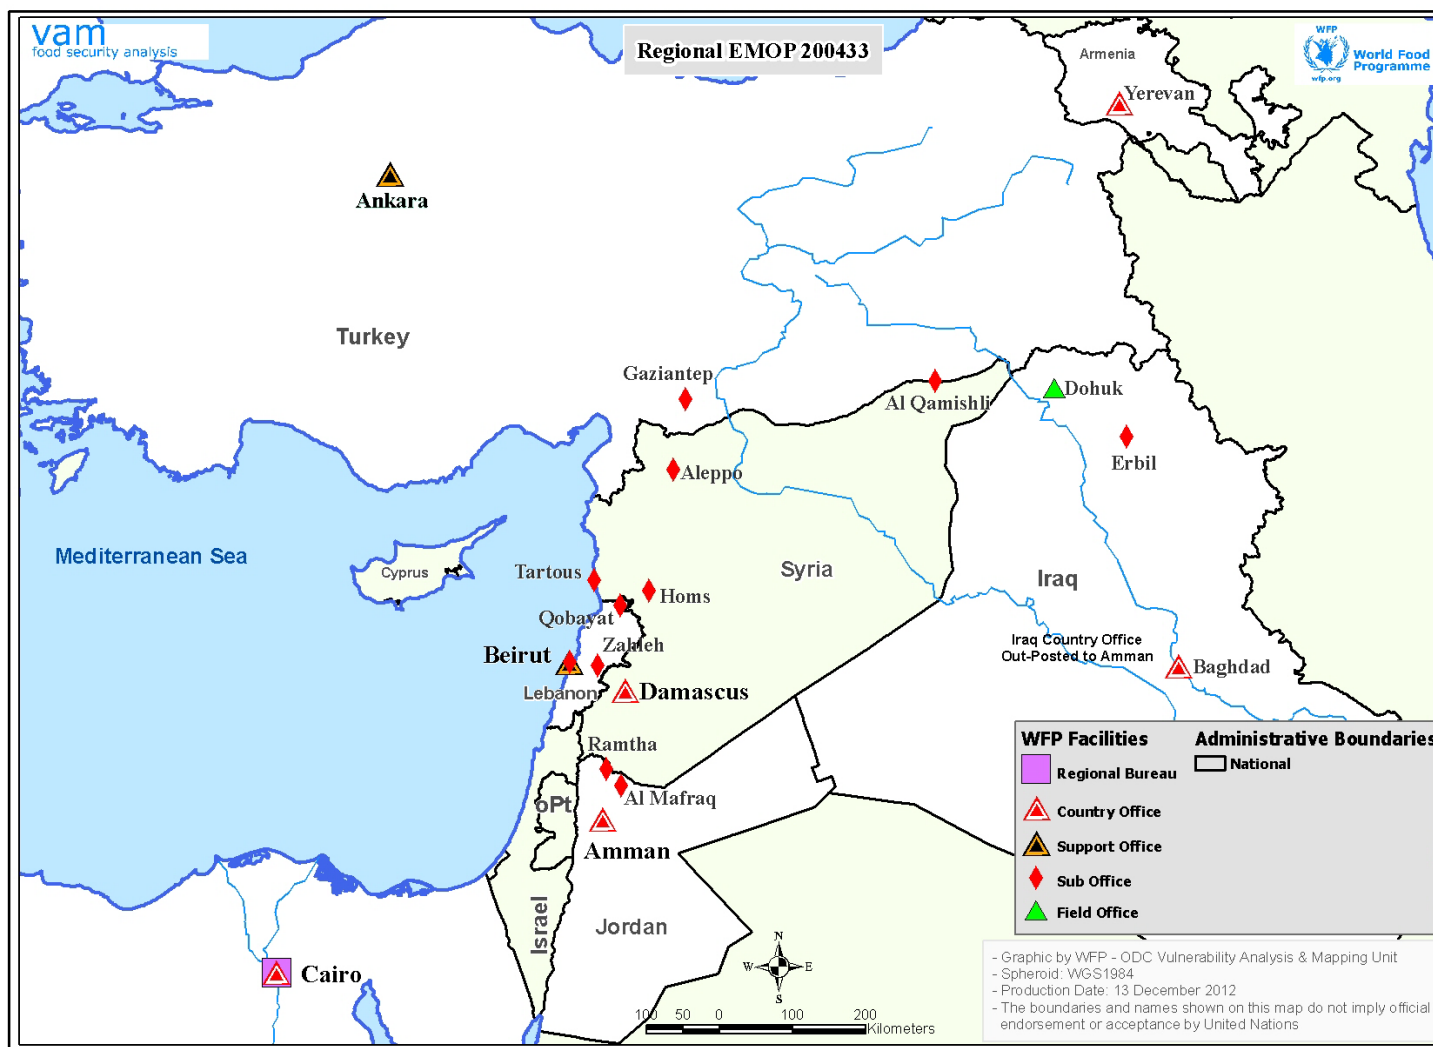 vam
food security analysis
Regional EMOP 200433
WFP
wfp.org
World Food
Programme
Armenia
Yerevan
Ankara
Turkey
Gaziantep
Al Qamishli
Dohuk
Erbil
Aleppo
Mediterranean Sea
Cyprus
Tartous
Syria
Iraq
Homs
Qobayat
Iraq Country Office
Out-Posted to Amman
Beirut
Zahleh
Baghdad
Lebanon
Damascus
Ramtha
Al Mafraq
oPt
Amman
Israel
Jordan
Cairo
WFP Facilities
Regional Bureau
Country Office
Support Office
Sub Office
Field Office
Administrative Boundaries
National
N
W E
S
100 50 0 100 200
Kilometers
- Graphic by WFP - ODC Vulnerability Analysis & Mapping Unit
- Spheroid: WGS1984
- Production Date: 13 December 2012
- The boundaries and names shown on this map do not imply official
endorsement or acceptance by United Nations